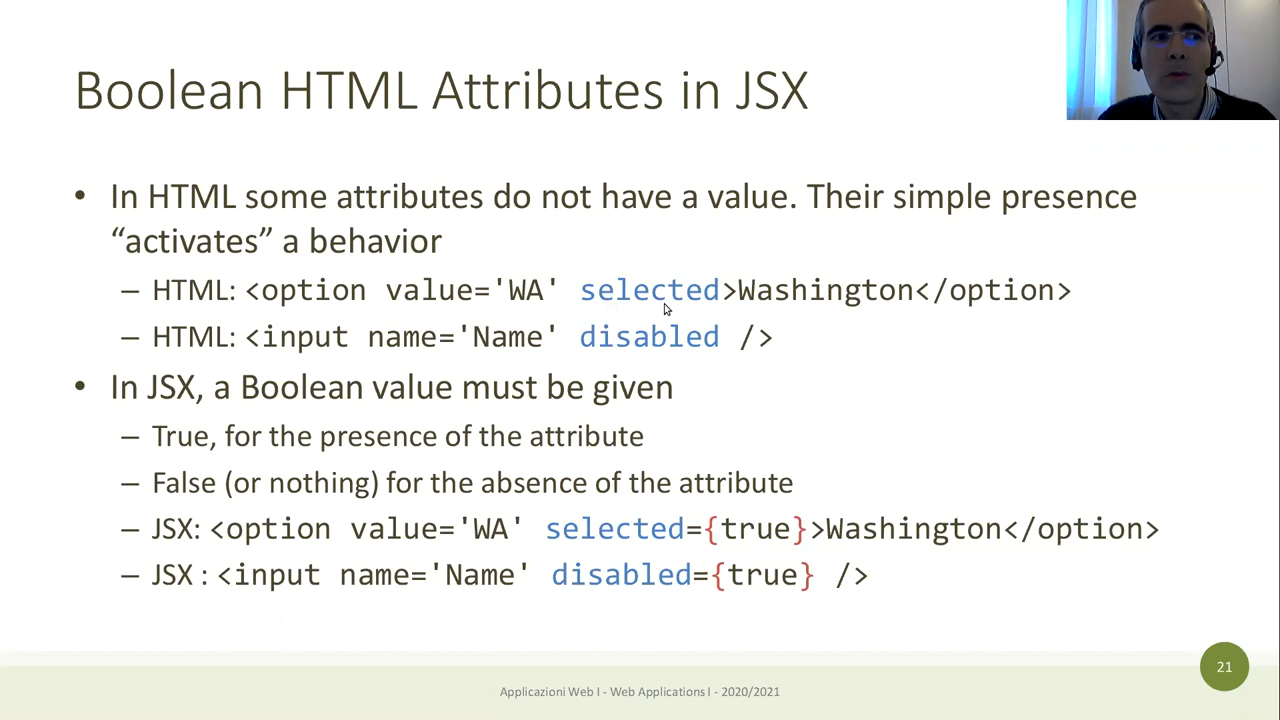 Boolean HTML Attributes in JSX
• In HTML some attributes do not have a value. Their simple presence
“activates” a behavior
– HTML: <option value='WA' selected>Washington</option>
– HTML: <input name='Name' disabled />
• In JSX, a Boolean value must be given
– True, for the presence of the attribute
– False (or nothing) for the absence of the attribute
– JSX: <option value='WA' selected={true}>Washington</option>
– JSX : <input name='Name' disabled={true} />
Applicazioni Web I - Web Applications I - 2020/2021
21